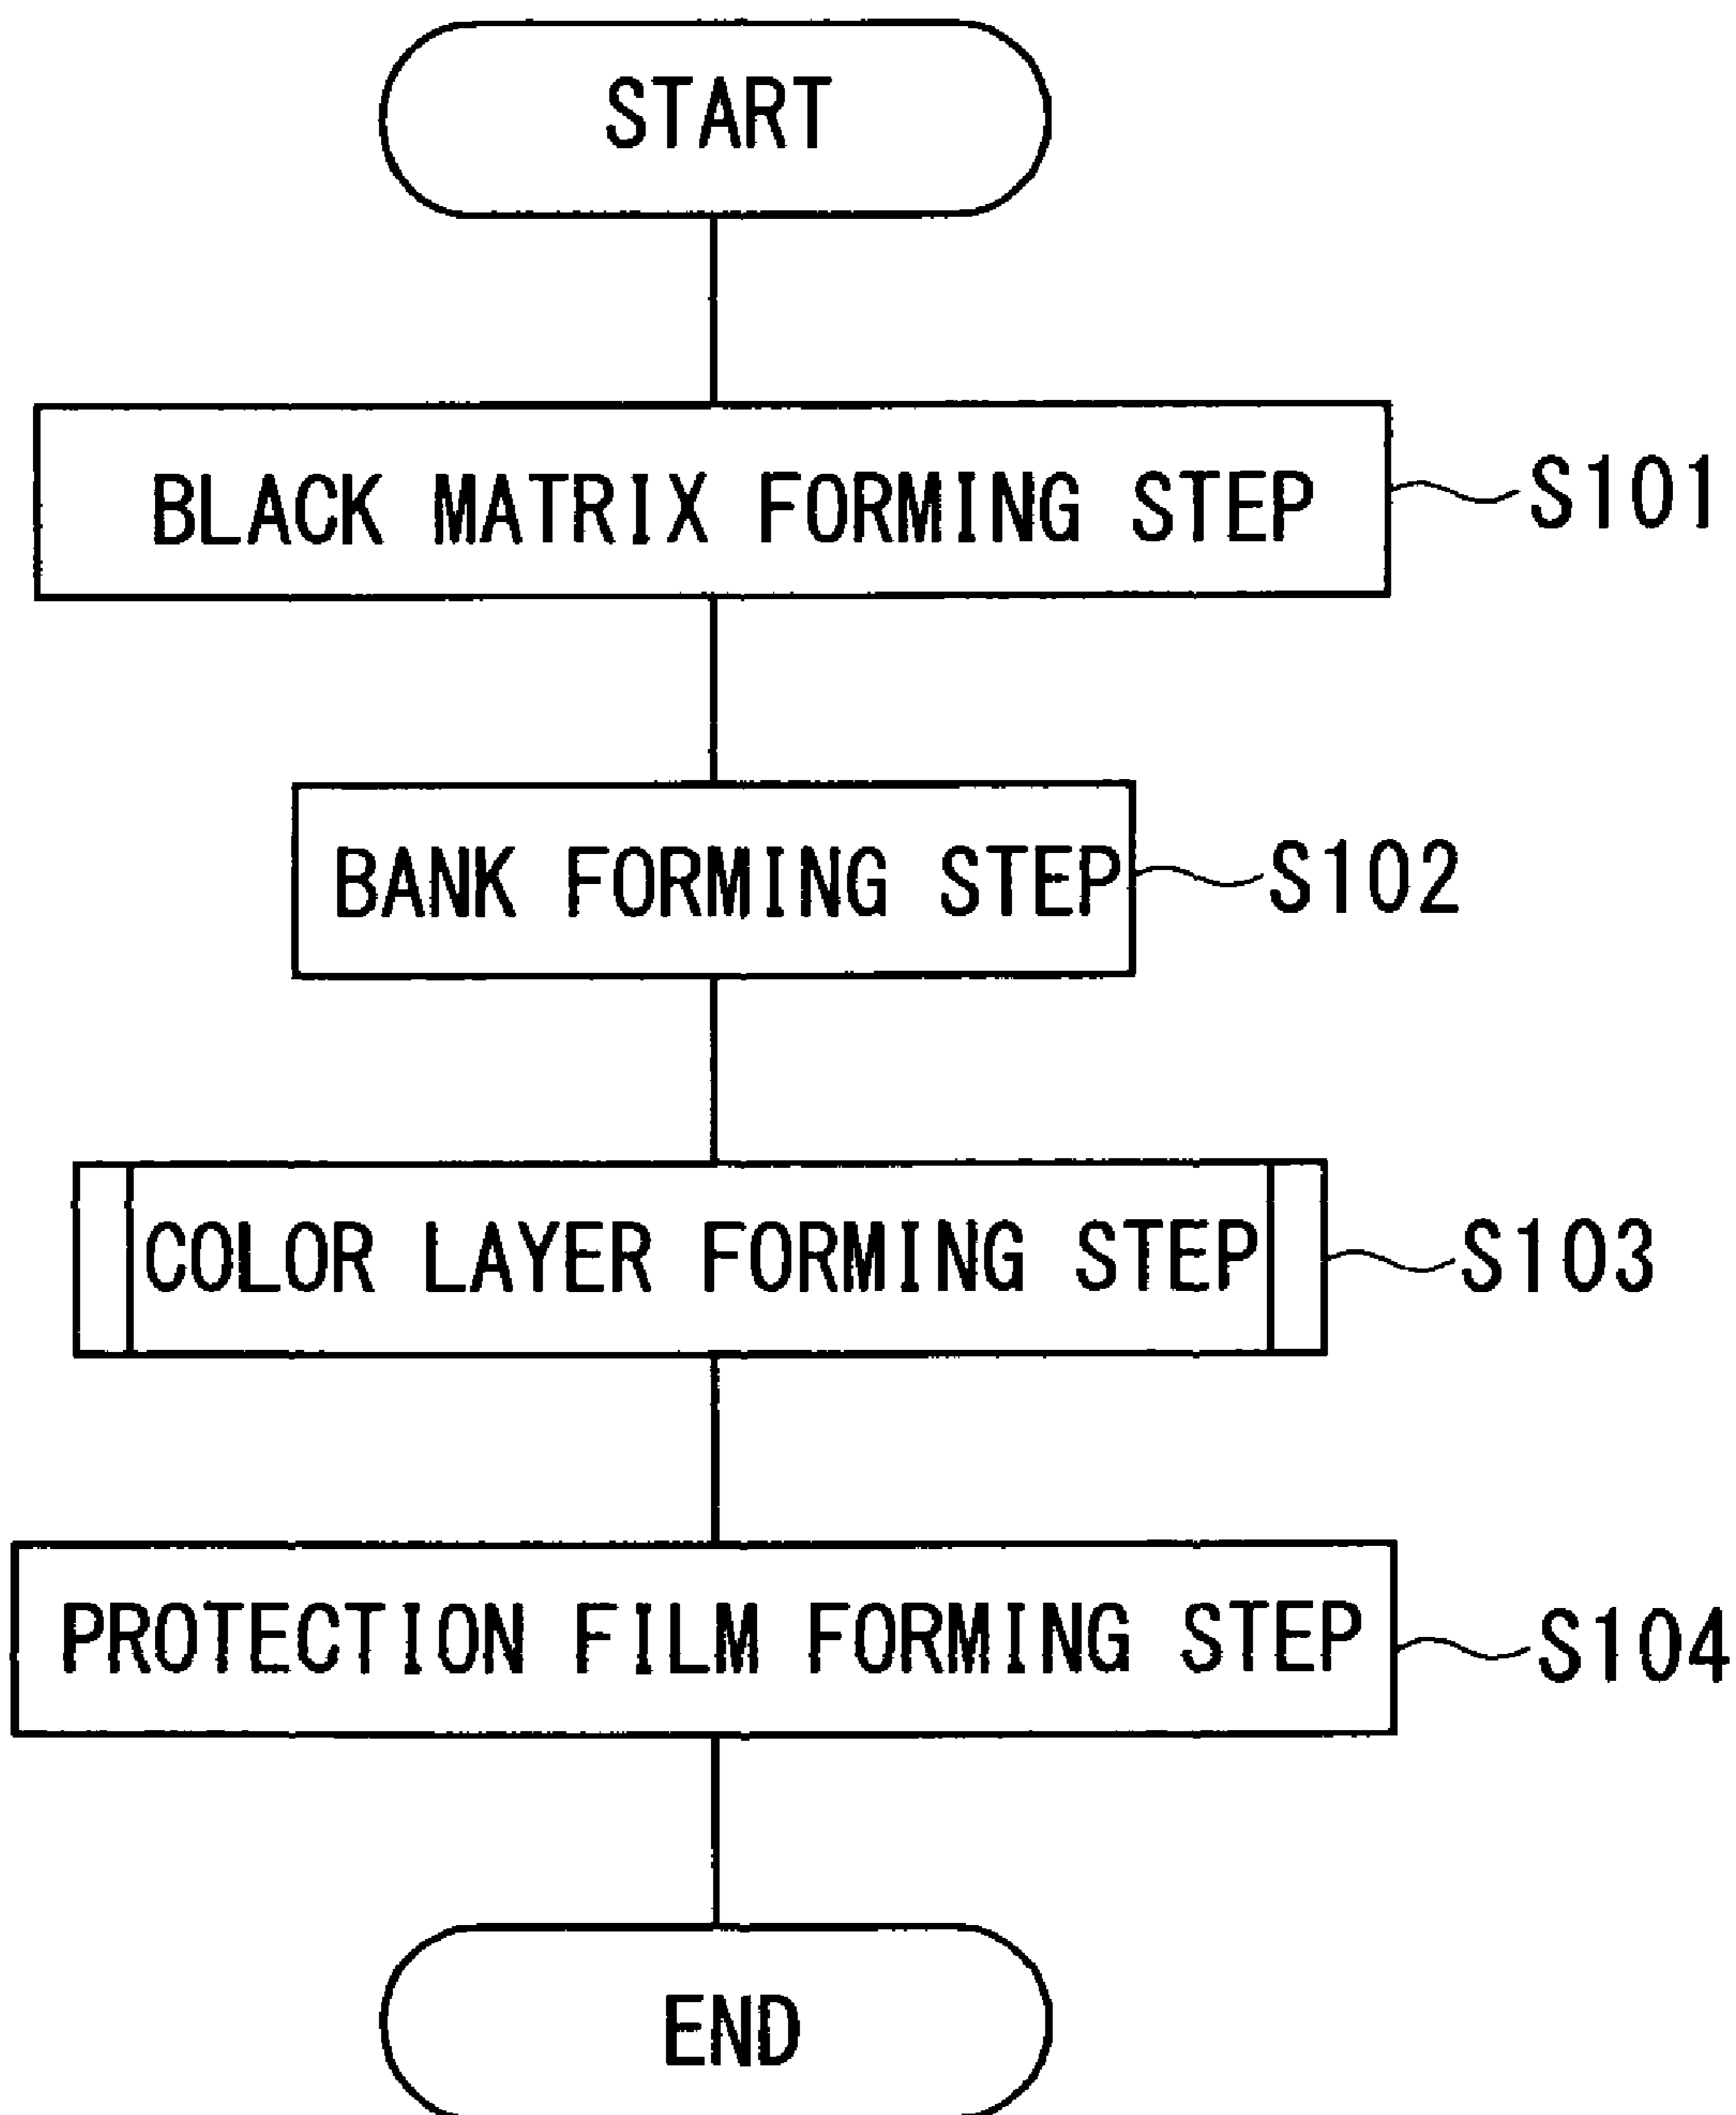 START
BLACK MATRIX FORMING STEP S101
BANK FORMING STEP S102
COLOR LAYER FORMING STEP S103
PROTECTION FILM FORMING STEP S104
END